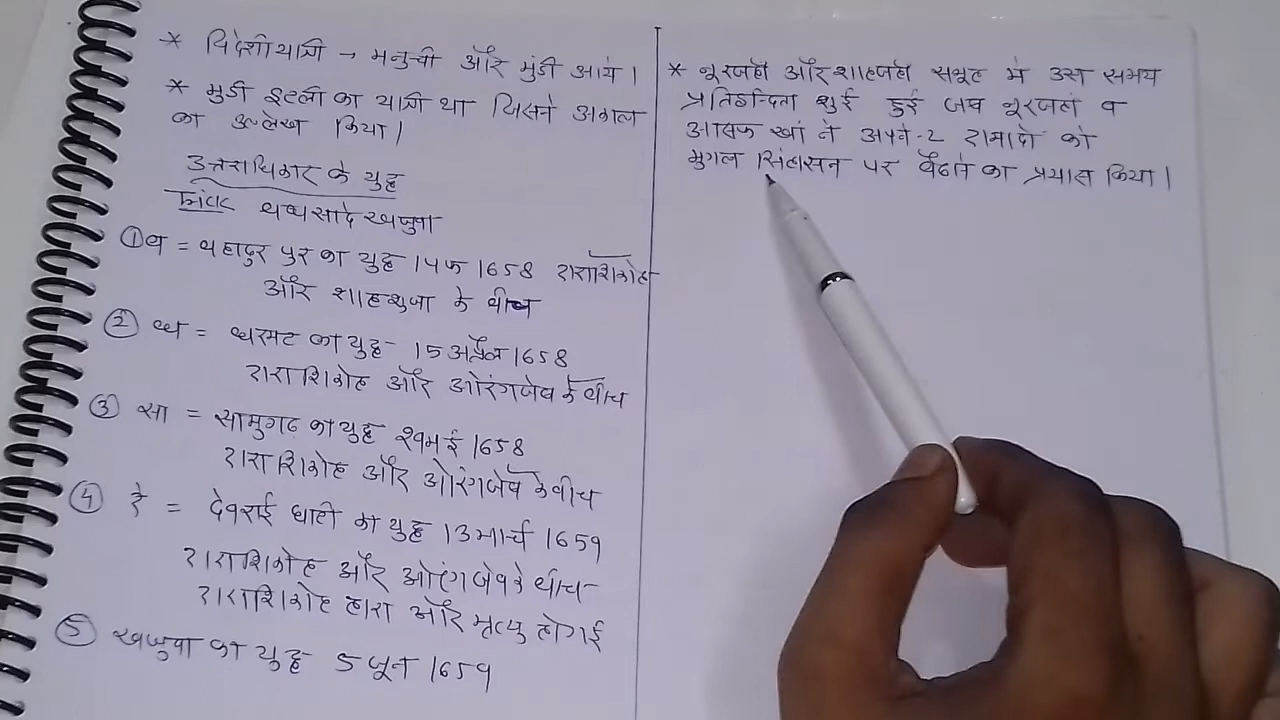 * विदेशी यात्रि → मनुची और मुंडी आये।
* मुंडी इटली का यात्री था जिसने अकाल
का उल्लेख किया।
उत्तराधिकार के युद्ध
ट्रिक ब ध सा दे खजुवा
① ब = बहादुर पुर का युद्ध 14 फ 1658 दाराशिकोह
और शाहशुजा के बीच
② ध = धरमट का युद्ध - 15 अप्रैल 1658
दाराशिकोह और औरंगजेब के बीच
③ सा = सामुगढ़ का युद्ध 29 मई 1658
दाराशिकोह और औरंगजेब के बीच
④ दे = देवराई घाटी का युद्ध 13 मार्च 1659
दाराशिकोह और औरंगजेब के बीच -
दाराशिकोह हारा और मृत्यु हो गई
⑤ खजुवा का युद्ध 5 जून 1659
* नूरजहाँ और शाहजहाँ समूह में उस समय
प्रतिद्वन्दिता शुई हुई जब नूरजहां व
आसफ खां ने अपने-2 दामादो को
मुगल सिंहासन पर बैठाने का प्रयास किया।